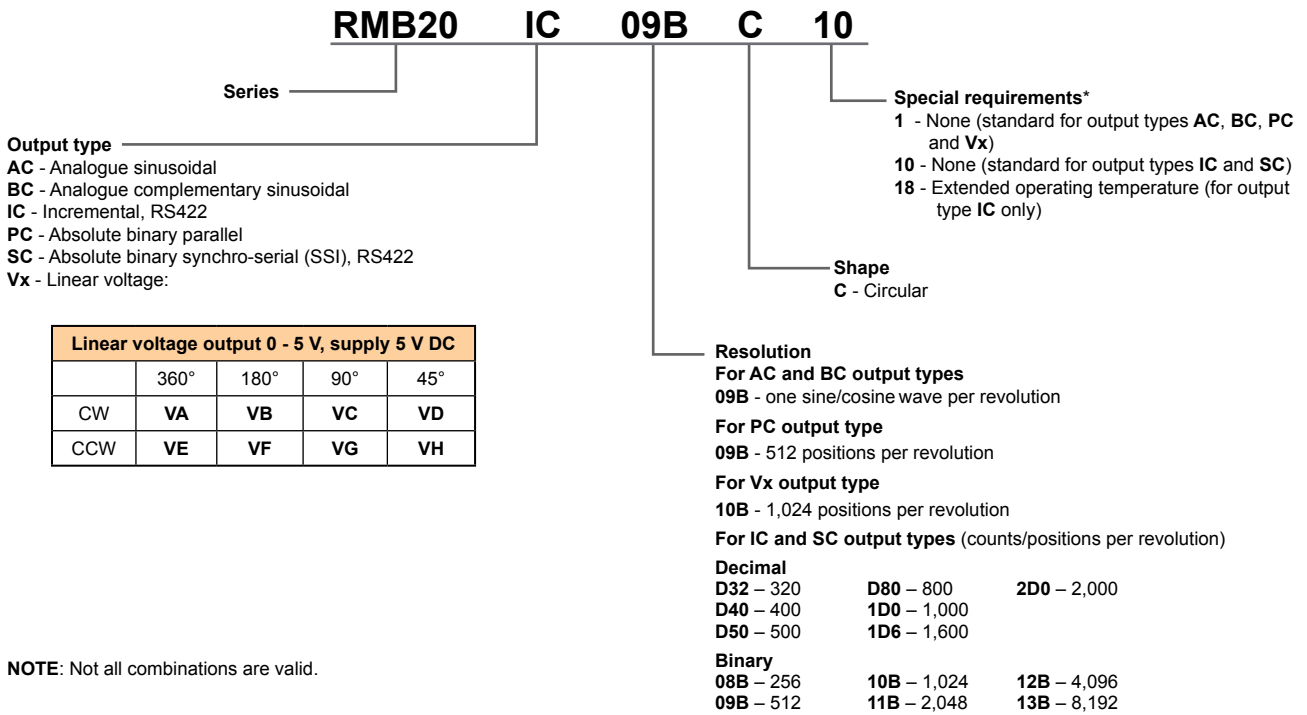 RMB20 IC 09B C 10
Series
Output type
AC - Analogue sinusoidal
BC - Analogue complementary sinusoidal
IC - Incremental, RS422
PC - Absolute binary parallel
SC - Absolute binary synchro-serial (SSI), RS422
Vx - Linear voltage:
Linear voltage output 0 - 5 V, supply 5 V DC
360° 180° 90° 45°
CW VA VB VC VD
CCW VE VF VG VH
NOTE: Not all combinations are valid.
Special requirements*
1 - None (standard for output types AC, BC, PC
and Vx)
10 - None (standard for output types IC and SC)
18 - Extended operating temperature (for output
type IC only)
Shape
C - Circular
Resolution
For AC and BC output types
09B - one sine/cosine wave per revolution
For PC output type
09B - 512 positions per revolution
For Vx output type
10B - 1,024 positions per revolution
For IC and SC output types (counts/positions per revolution)
Decimal
D32 – 320 D80 – 800 2D0 – 2,000
D40 – 400 1D0 – 1,000
D50 – 500 1D6 – 1,600
Binary
08B – 256 10B – 1,024 12B – 4,096
09B – 512 11B – 2,048 13B – 8,192